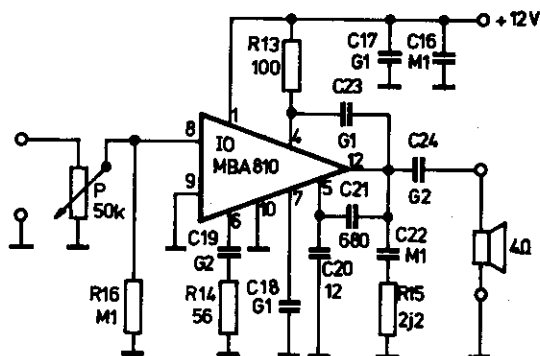 +12V
R13
100
C17
G1
C16
M1
C23
G1
1
4
8
IO
MBA810
12
C24
G2
9
6
10
7
5
P
50k
C19
G2
C21
680
C22
M1
4Ω
R16
M1
R14
56
C18
G1
C20
12
R15
2j2